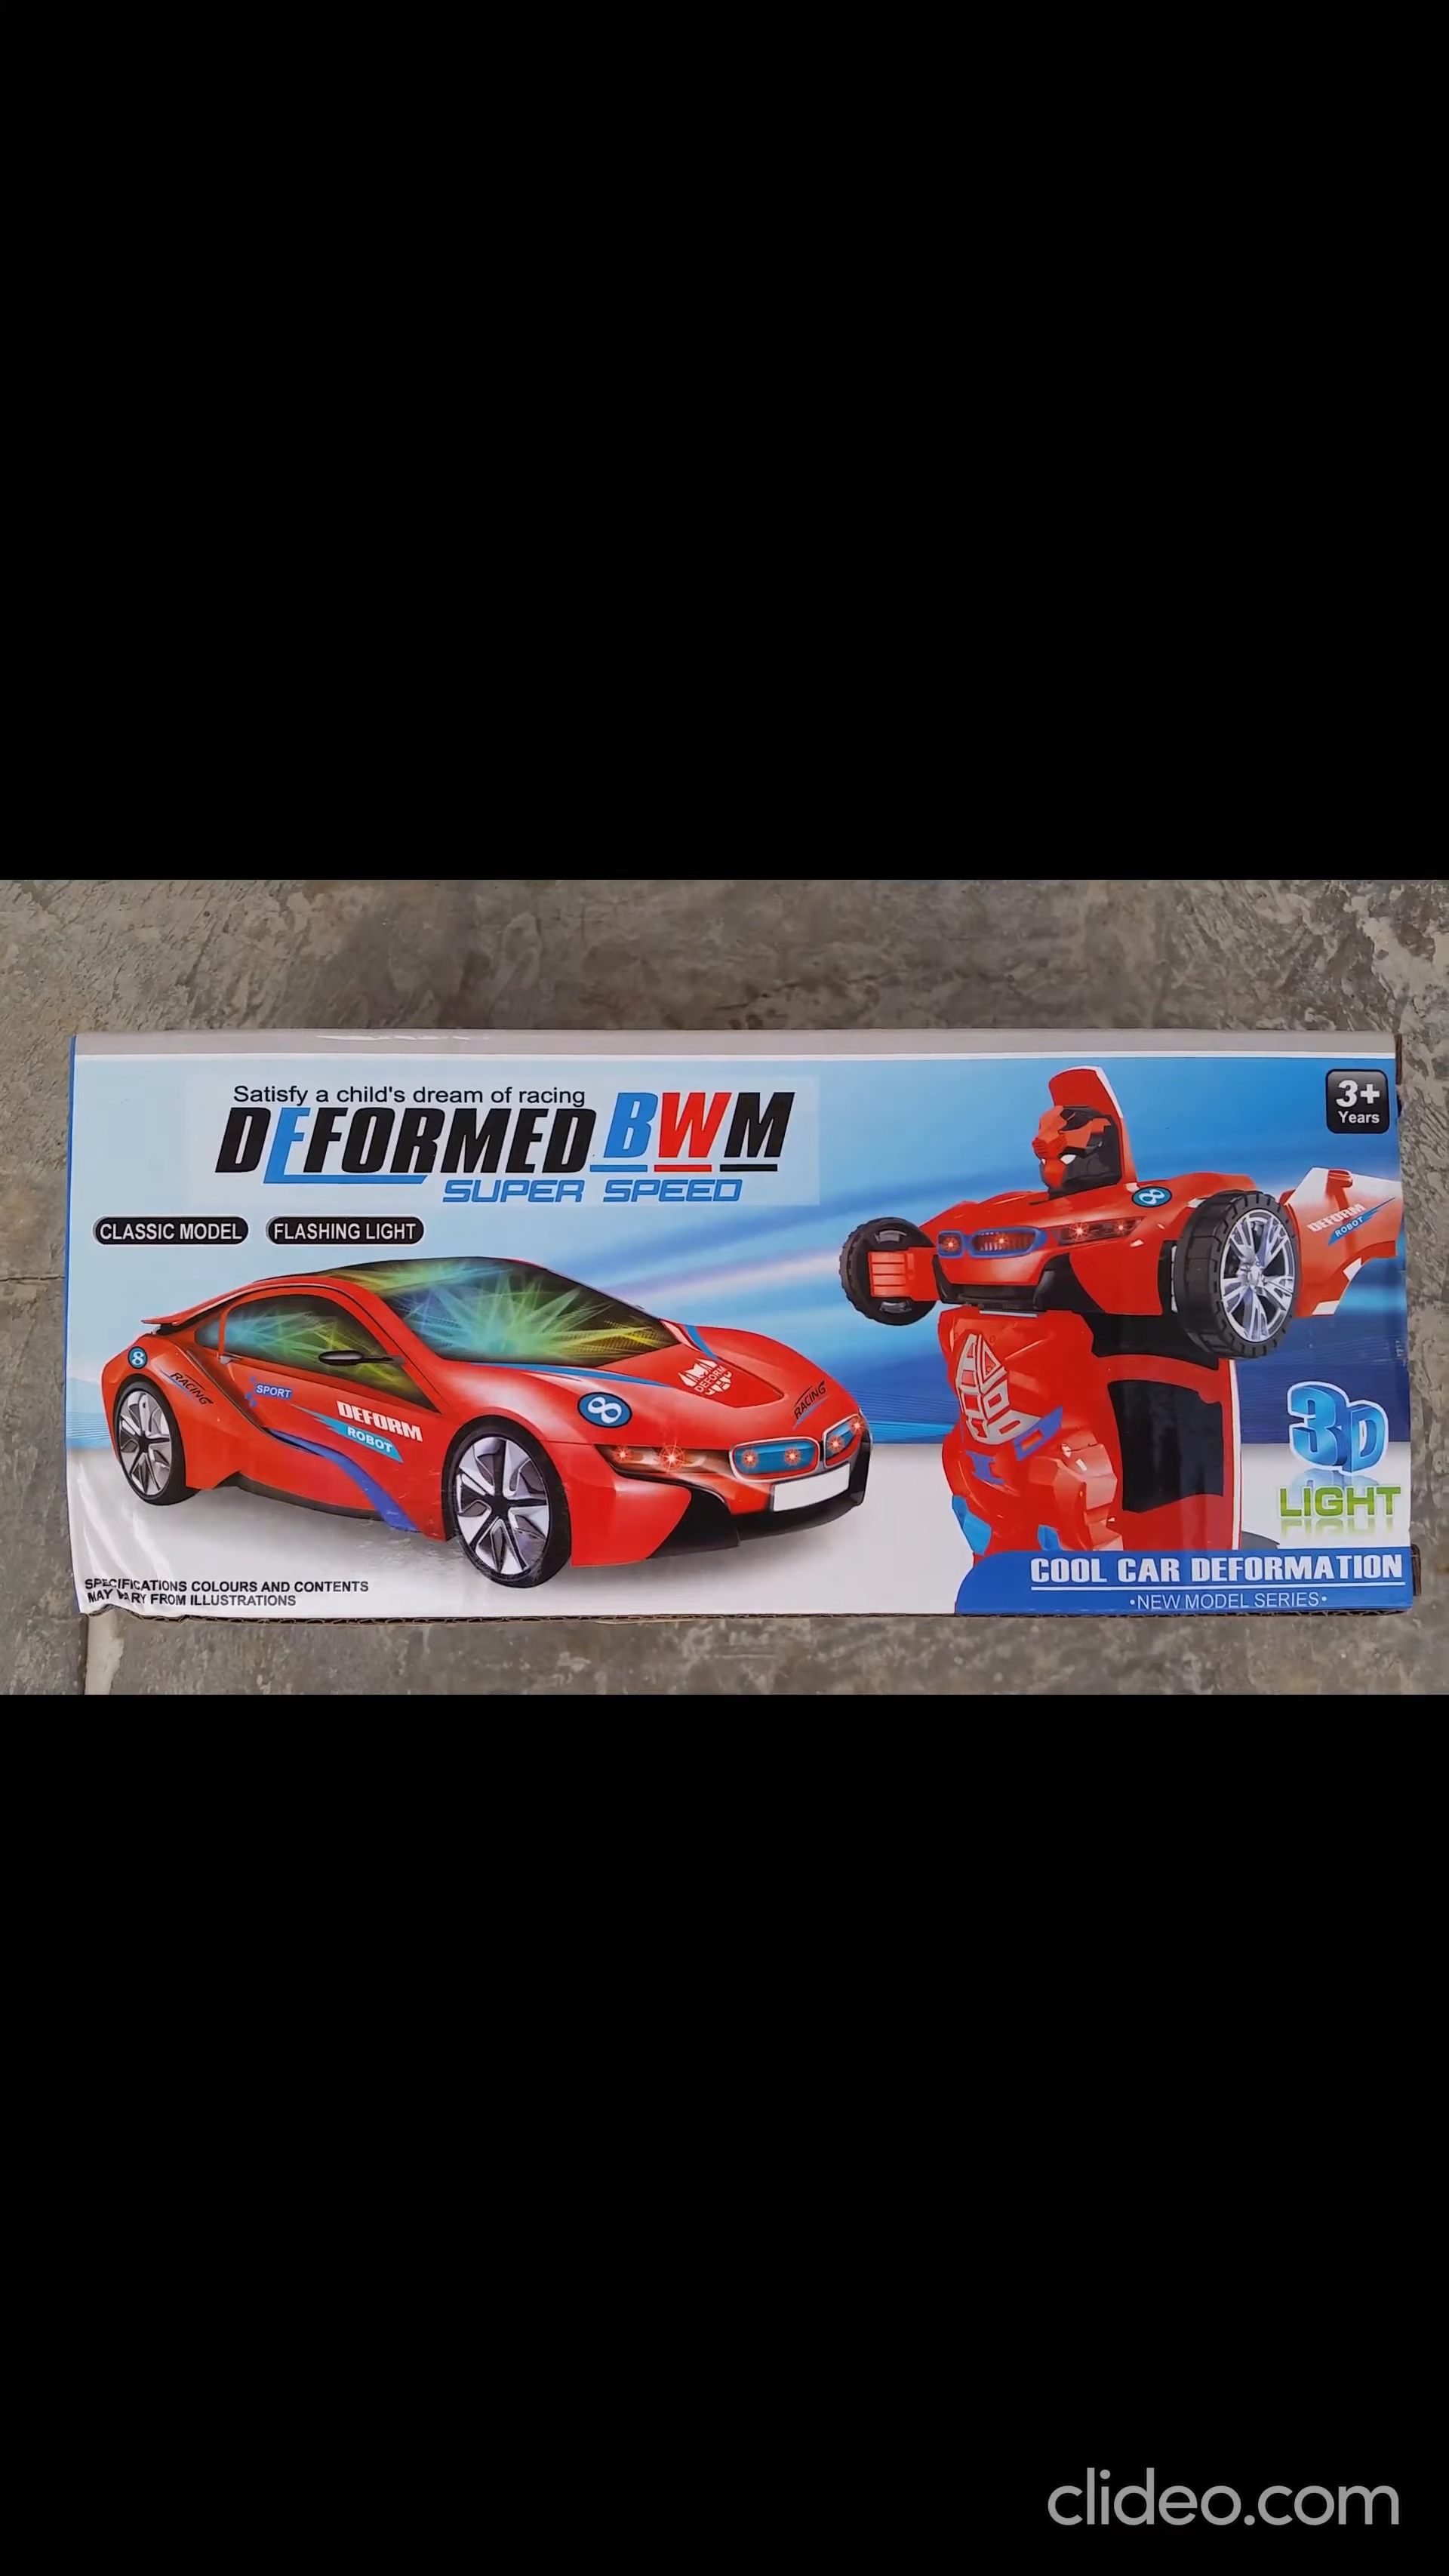 Satisfy a child's dream of racing
DEFORMED BWM
SUPER SPEED
CLASSIC MODEL FLASHING LIGHT
3+
Years
8
RACING
SPORT
DEFORM
ROBOT
8
DEFORM
RACING
8
DEFORM
ROBOT
3D
LIGHT
SPECIFICATIONS COLOURS AND CONTENTS
MAY VARY FROM ILLUSTRATIONS
COOL CAR DEFORMATION
•NEW MODEL SERIES•
clideo.com